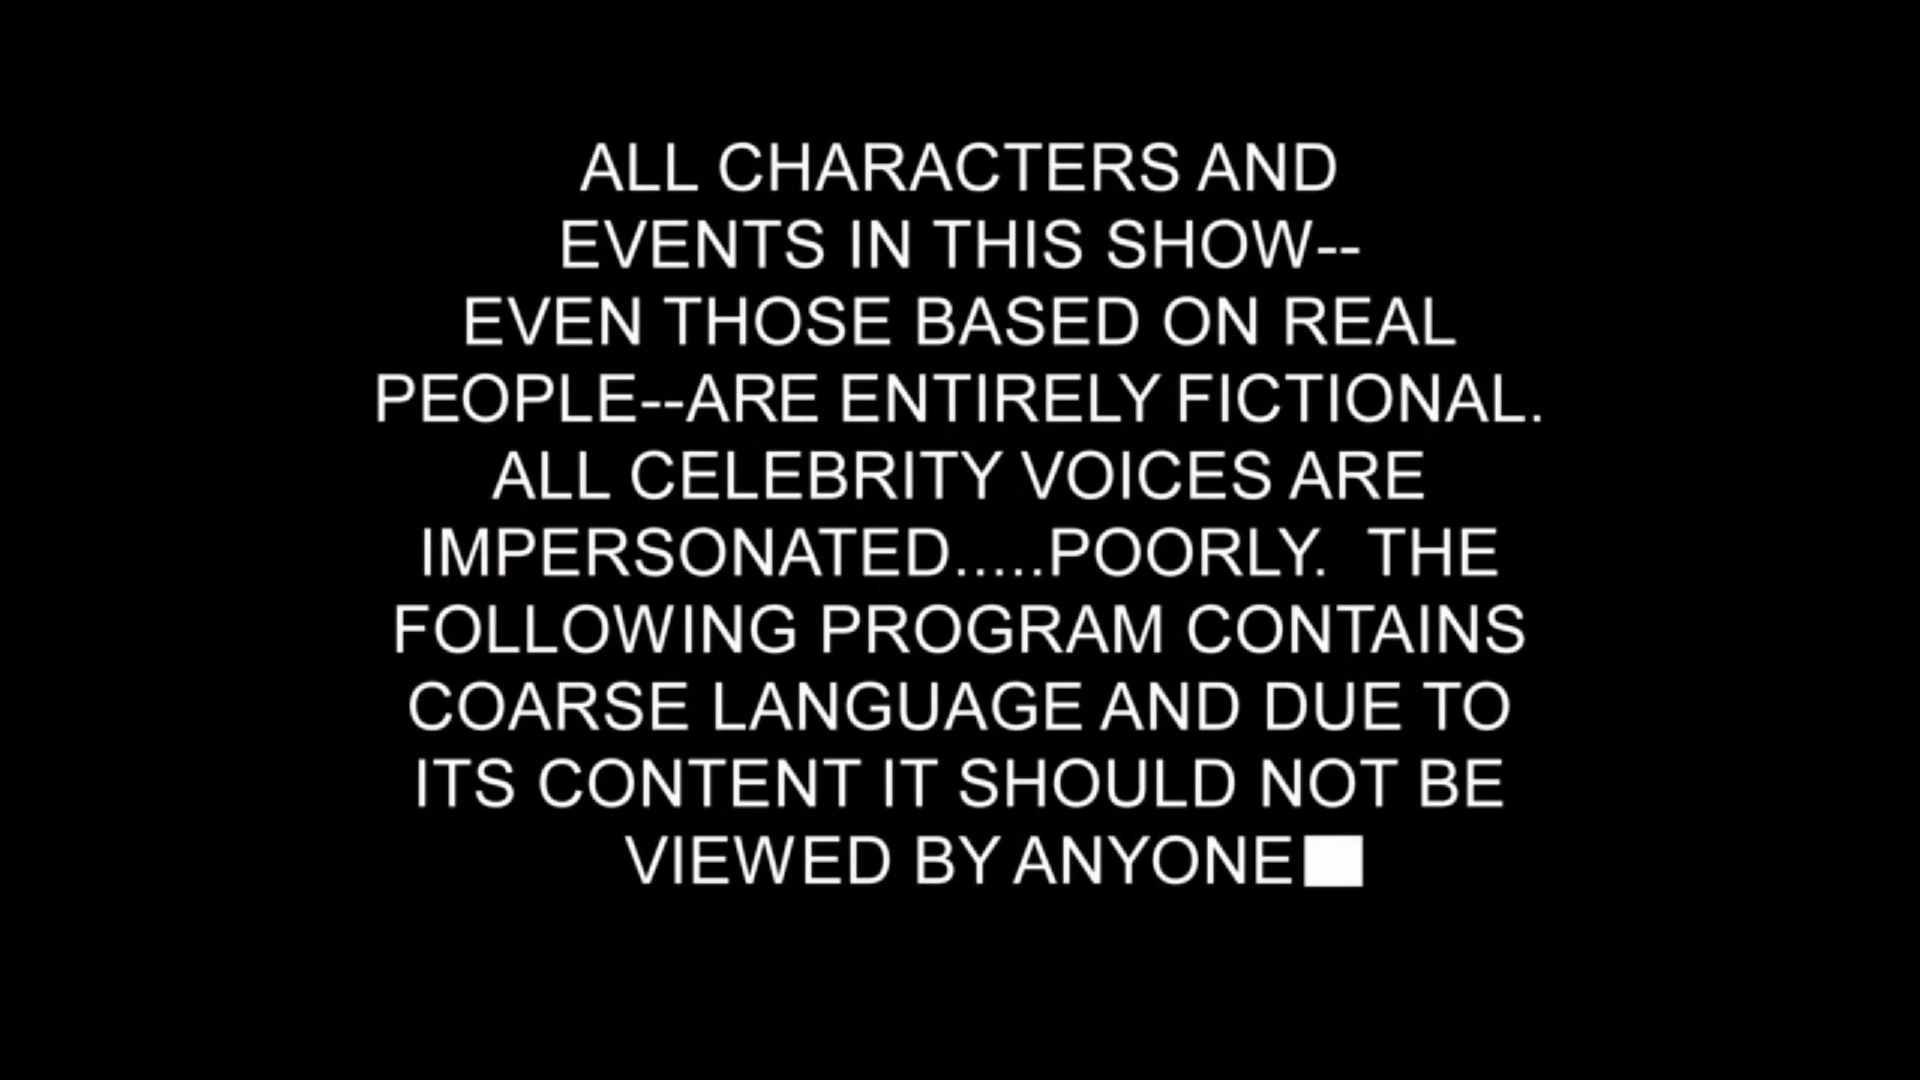 ALL CHARACTERS AND
EVENTS IN THIS SHOW--
EVEN THOSE BASED ON REAL
PEOPLE--ARE ENTIRELY FICTIONAL.
ALL CELEBRITY VOICES ARE
IMPERSONATED.....POORLY. THE
FOLLOWING PROGRAM CONTAINS
COARSE LANGUAGE AND DUE TO
ITS CONTENT IT SHOULD NOT BE
VIEWED BY ANYONE